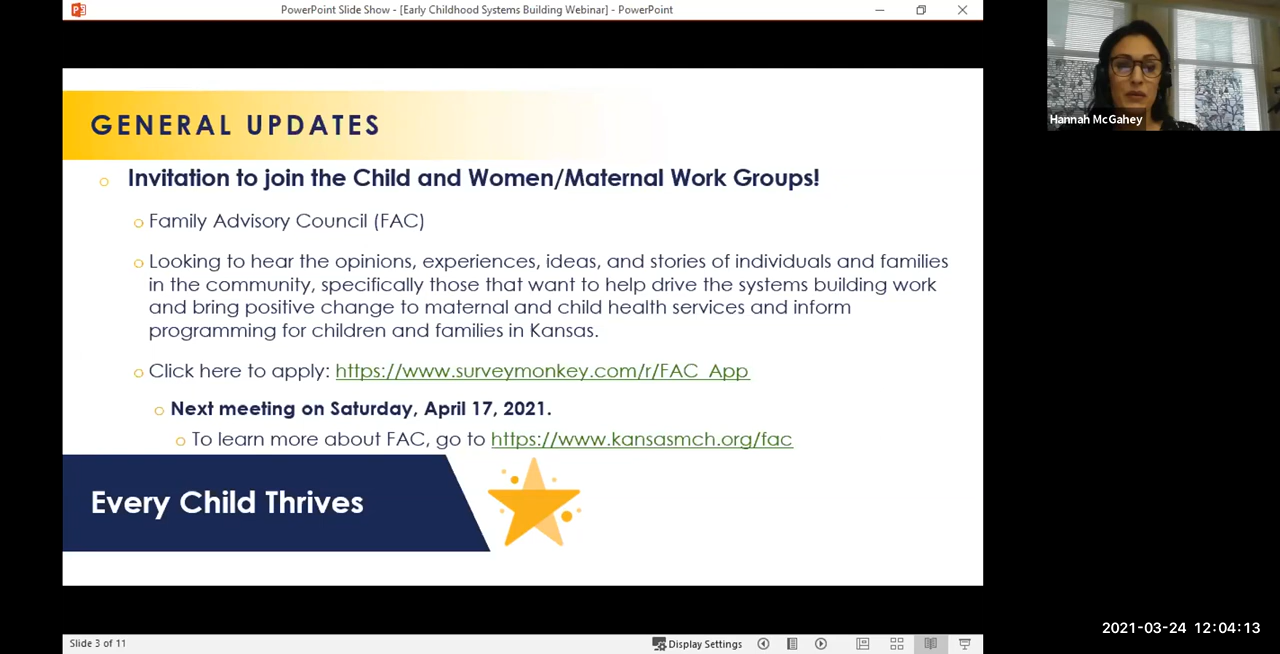 PowerPoint Slide Show - [Early Childhood Systems Building Webinar] - PowerPoint
Hannah McGahey
GENERAL UPDATES
Invitation to join the Child and Women/Maternal Work Groups!
Family Advisory Council (FAC)
Looking to hear the opinions, experiences, ideas, and stories of individuals and families
in the community, specifically those that want to help drive the systems building work
and bring positive change to maternal and child health services and inform
programming for children and families in Kansas.
Click here to apply: https://www.surveymonkey.com/r/FAC_App
Next meeting on Saturday, April 17, 2021.
To learn more about FAC, go to https://www.kansasmch.org/fac
Every Child Thrives
2021-03-24 12:04:13
Slide 3 of 11
Display Settings